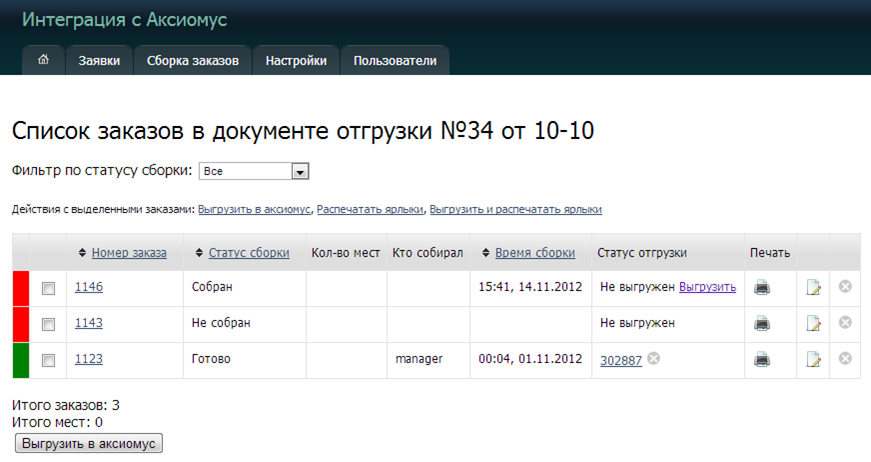 Интеграция с Аксиомус
Заявки Сборка заказов Настройки Пользователи
Список заказов в документе отгрузки №34 от 10-10
Фильтр по статусу сборки: Все
Действия с выделенными заказами: Выгрузить в аксиомус, Распечатать ярлыки, Выгрузить и распечатать ярлыки
Номер заказа Статус сборки Кол-во мест Кто собирал Время сборки Статус отгрузки Печать
1146 Собран 15:41, 14.11.2012 Не выгружен Выгрузить
1143 Не собран Не выгружен
1123 Готово manager 00:04, 01.11.2012 302887
Итого заказов: 3
Итого мест: 0
Выгрузить в аксиомус